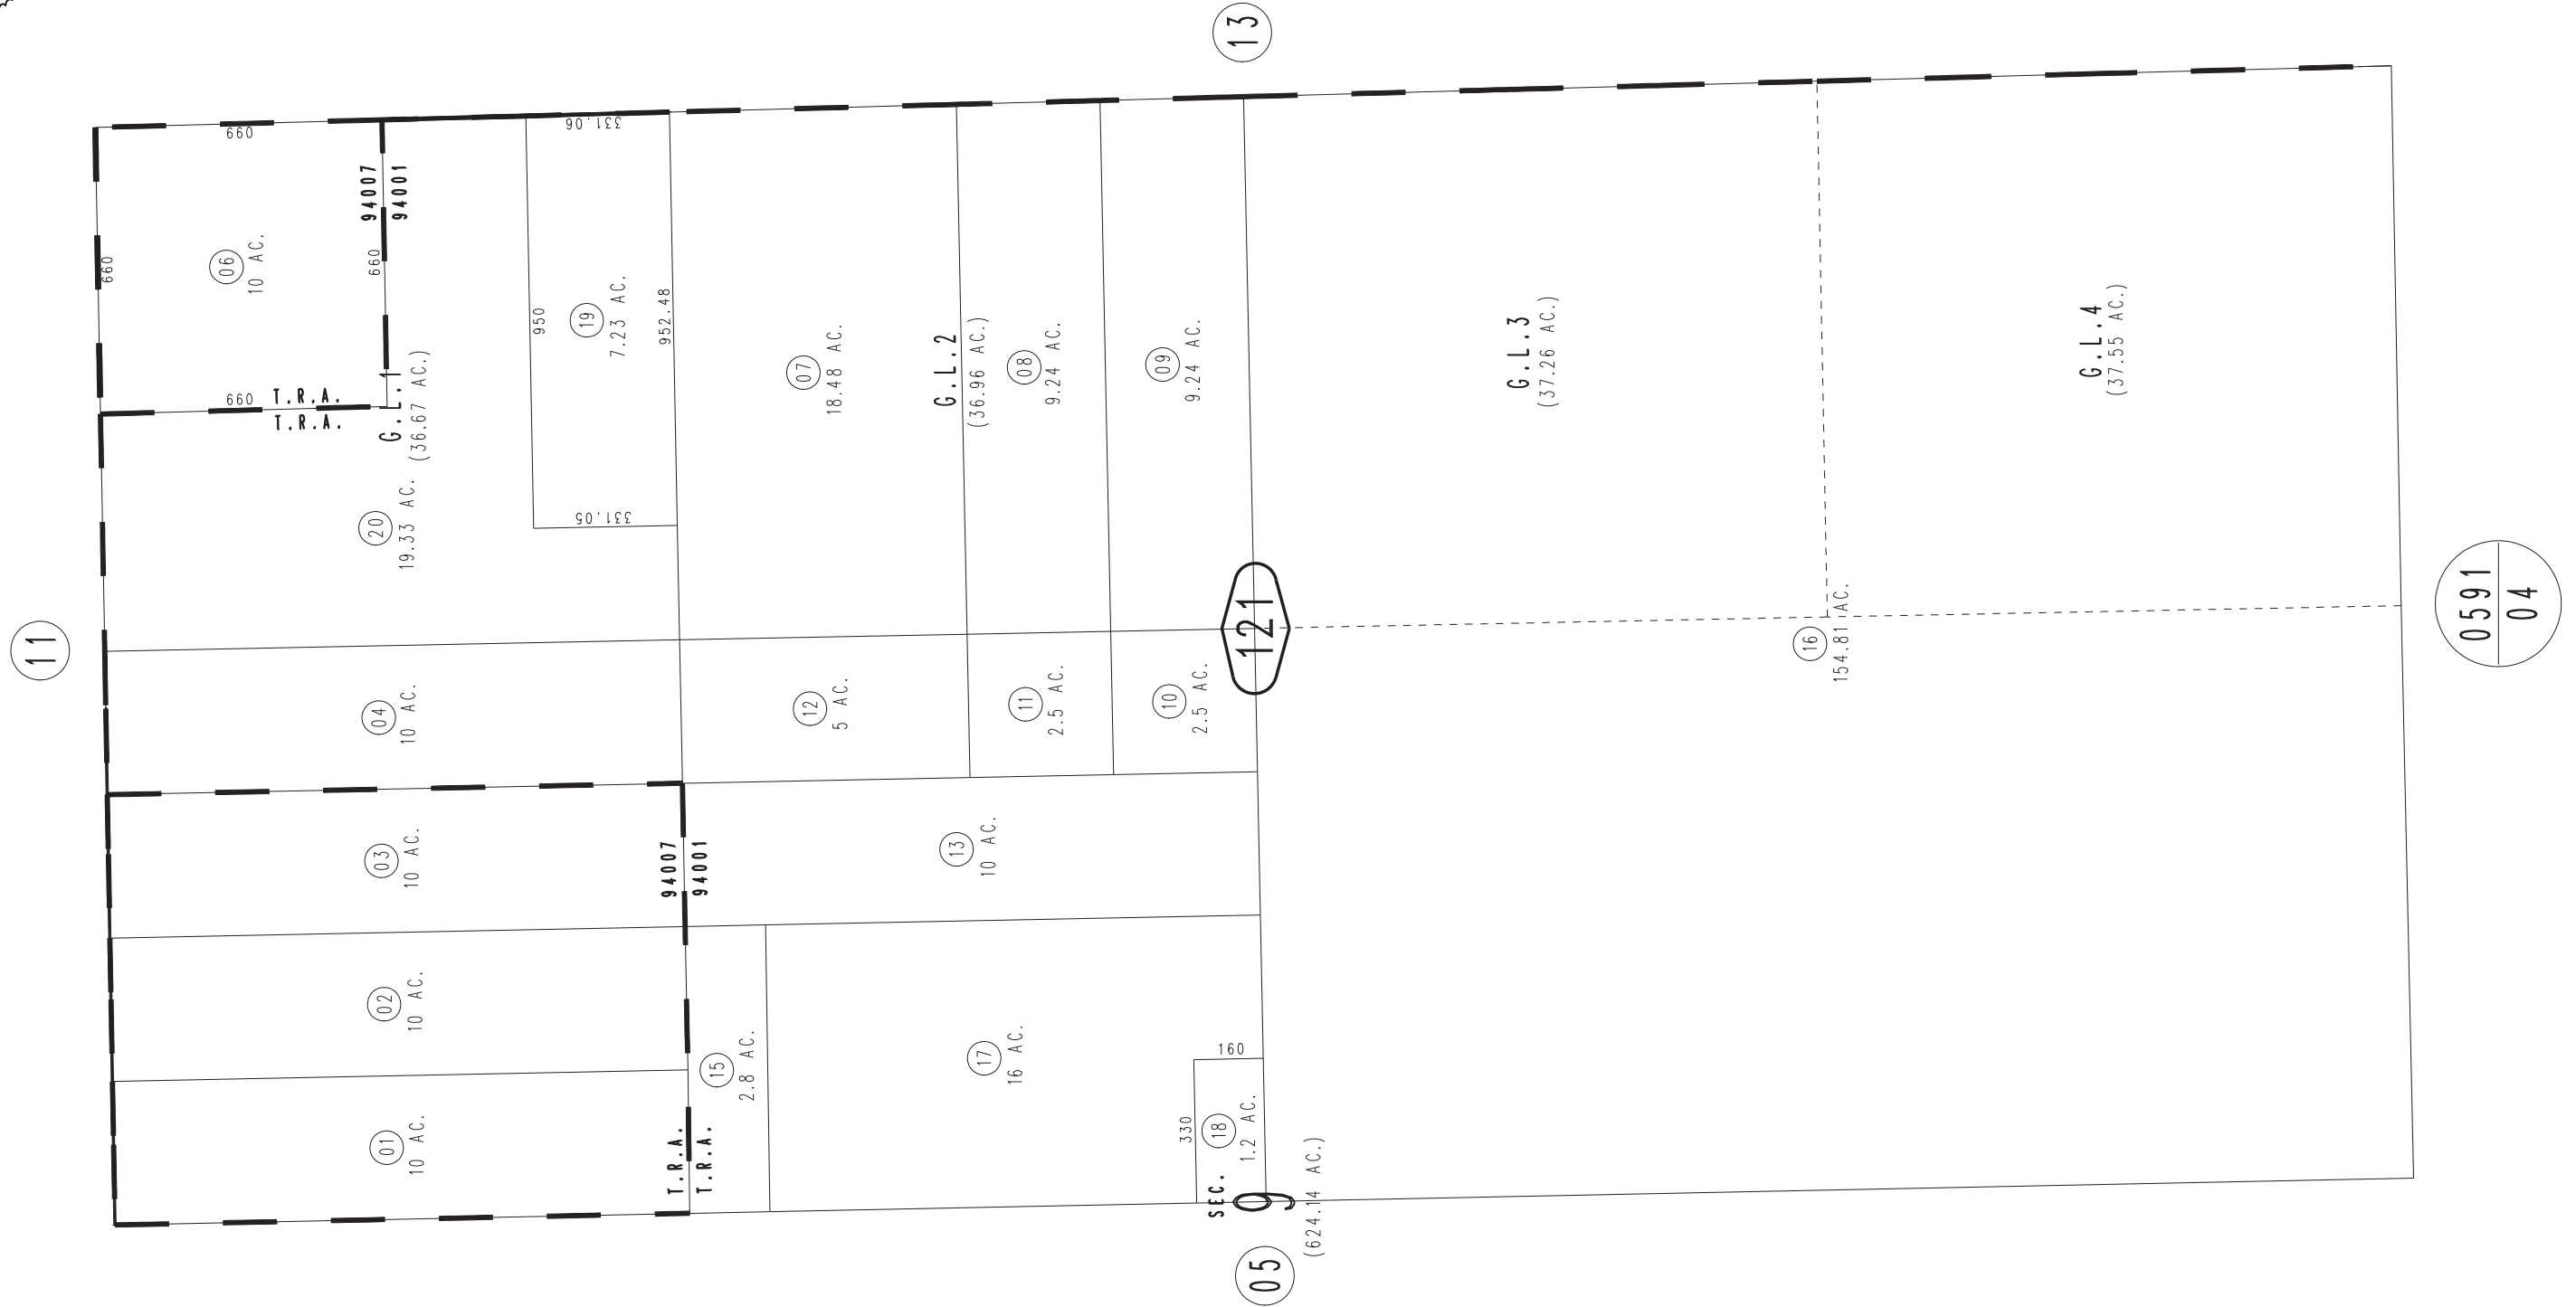 13
11
660
660
06
10 AC.
660
660
94007
94001
T.R.A.
T.R.A.
G.L.1
(36.67 AC.)
20
19.33 AC.
331.06
950
19
7.23 AC.
952.48
331.05
07
18.48 AC.
G.L.2
(36.96 AC.)
08
9.24 AC.
09
9.24 AC.
G.L.3
(37.26 AC.)
G.L.4
(37.55 AC.)
04
10 AC.
12
5 AC.
11
2.5 AC.
10
2.5 AC.
121
16
154.81 AC.
0591
04
03
10 AC.
94007
94001
13
10 AC.
02
10 AC.
01
10 AC.
T.R.A.
T.R.A.
15
2.8 AC.
17
16 AC.
160
330
18
1.2 AC.
SEC.
9
(624.14 AC.)
05